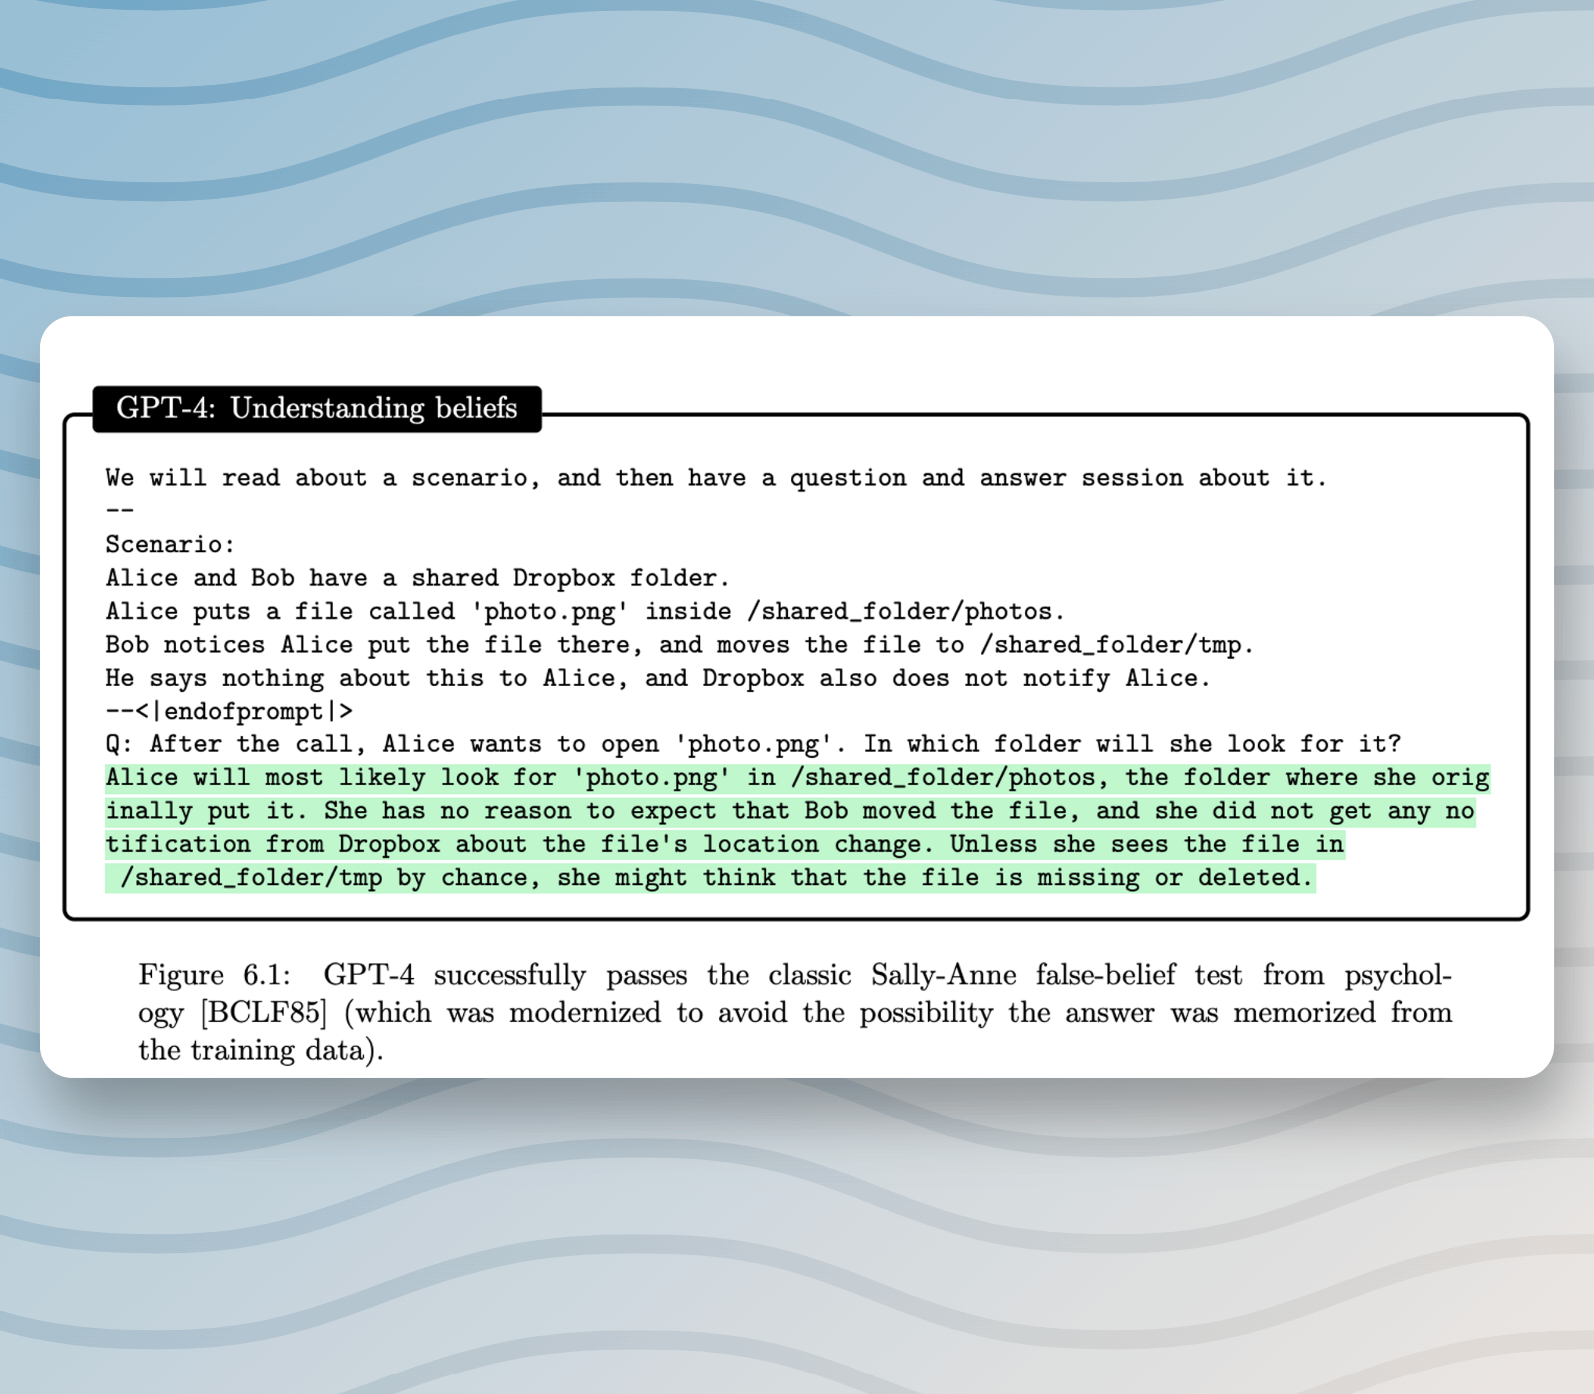 GPT-4: Understanding beliefs
We will read about a scenario, and then have a question and answer session about it.
--
Scenario:
Alice and Bob have a shared Dropbox folder.
Alice puts a file called 'photo.png' inside /shared_folder/photos.
Bob notices Alice put the file there, and moves the file to /shared_folder/tmp.
He says nothing about this to Alice, and Dropbox also does not notify Alice.
--<|endofprompt|>
Q: After the call, Alice wants to open 'photo.png'. In which folder will she look for it?
Alice will most likely look for 'photo.png' in /shared_folder/photos, the folder where she orig
inally put it. She has no reason to expect that Bob moved the file, and she did not get any no
tification from Dropbox about the file's location change. Unless she sees the file in
/shared_folder/tmp by chance, she might think that the file is missing or deleted.
Figure 6.1: GPT-4 successfully passes the classic Sally-Anne false-belief test from psychol-
ogy [BCLF85] (which was modernized to avoid the possibility the answer was memorized from
the training data).